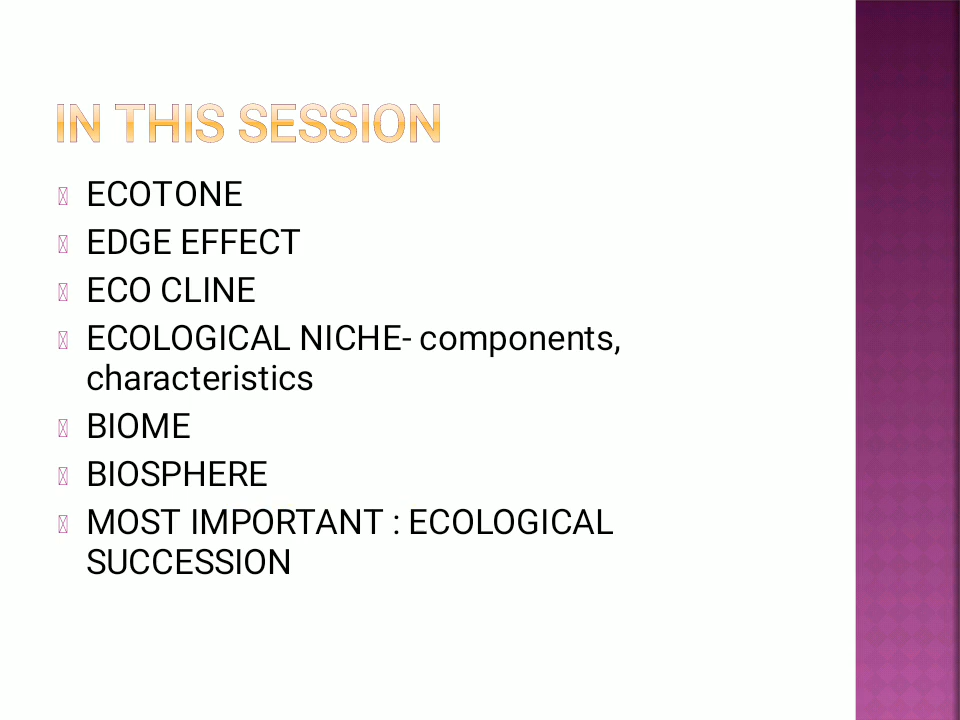 IN THIS SESSION
ECOTONE
EDGE EFFECT
ECO CLINE
ECOLOGICAL NICHE- components,
characteristics
BIOME
BIOSPHERE
MOST IMPORTANT : ECOLOGICAL
SUCCESSION